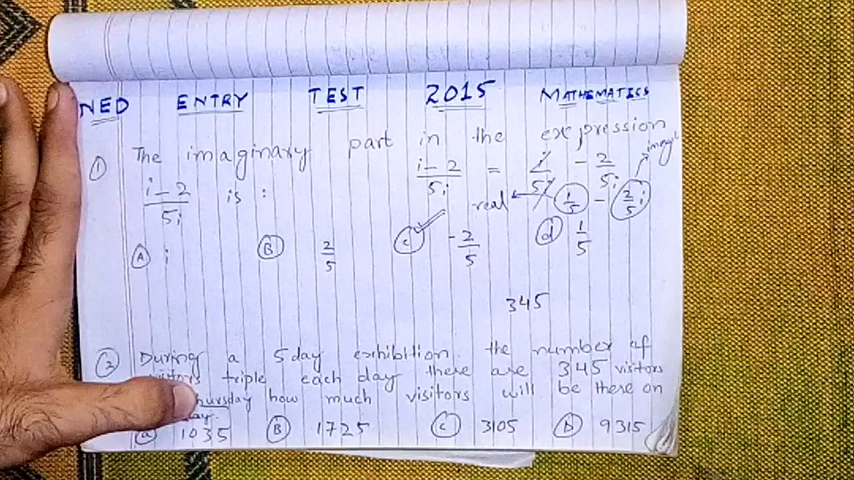 NED ENTRY TEST 2015 MATHEMATICS
① The imaginary part in the expression
i-2/5i is :
i-2/5i = i/5i - 2/5i
real 1/5 - 2/5i
Ⓐ i Ⓑ 2/5 Ⓒ -2/5 ⓓ 1/5
345
② During a 5 day exhibition the number of
triple each day there are 345 visitors
how much visitors will be there on
ⓐ 1035 Ⓑ 1725 Ⓒ 3105 Ⓓ 9315